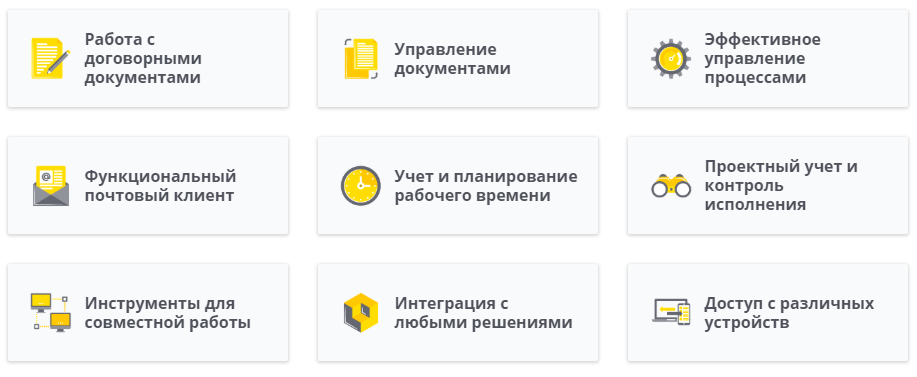 Работа с
договорными
документами
Управление
документами
Эффективное
управление
процессами
Функциональный
почтовый клиент
Учет и планирование
рабочего времени
Проектный учет и
контроль
исполнения
Инструменты для
совместной работы
Интеграция с
любыми решениями
Доступ с различных
устройств